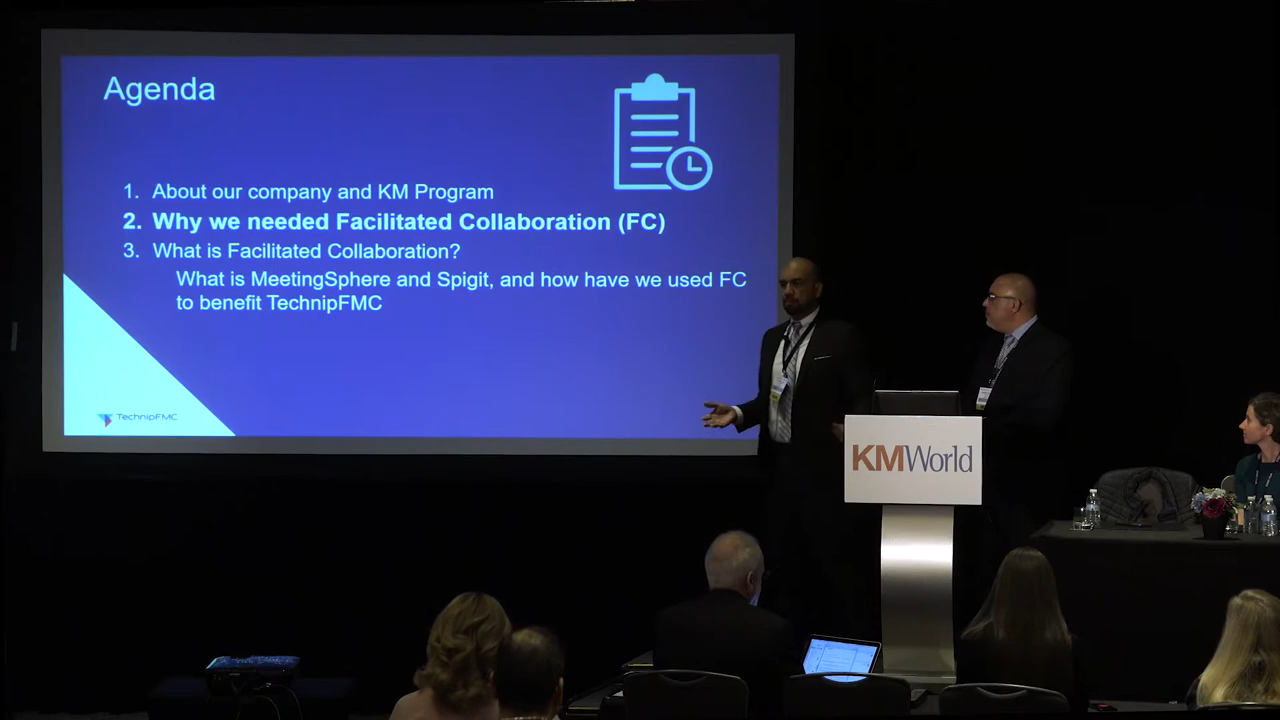 Agenda
1. About our company and KM Program
2. Why we needed Facilitated Collaboration (FC)
3. What is Facilitated Collaboration?
What is MeetingSphere and Spigit, and how have we used FC
to benefit TechnipFMC
TechnipFMC
KMWorld